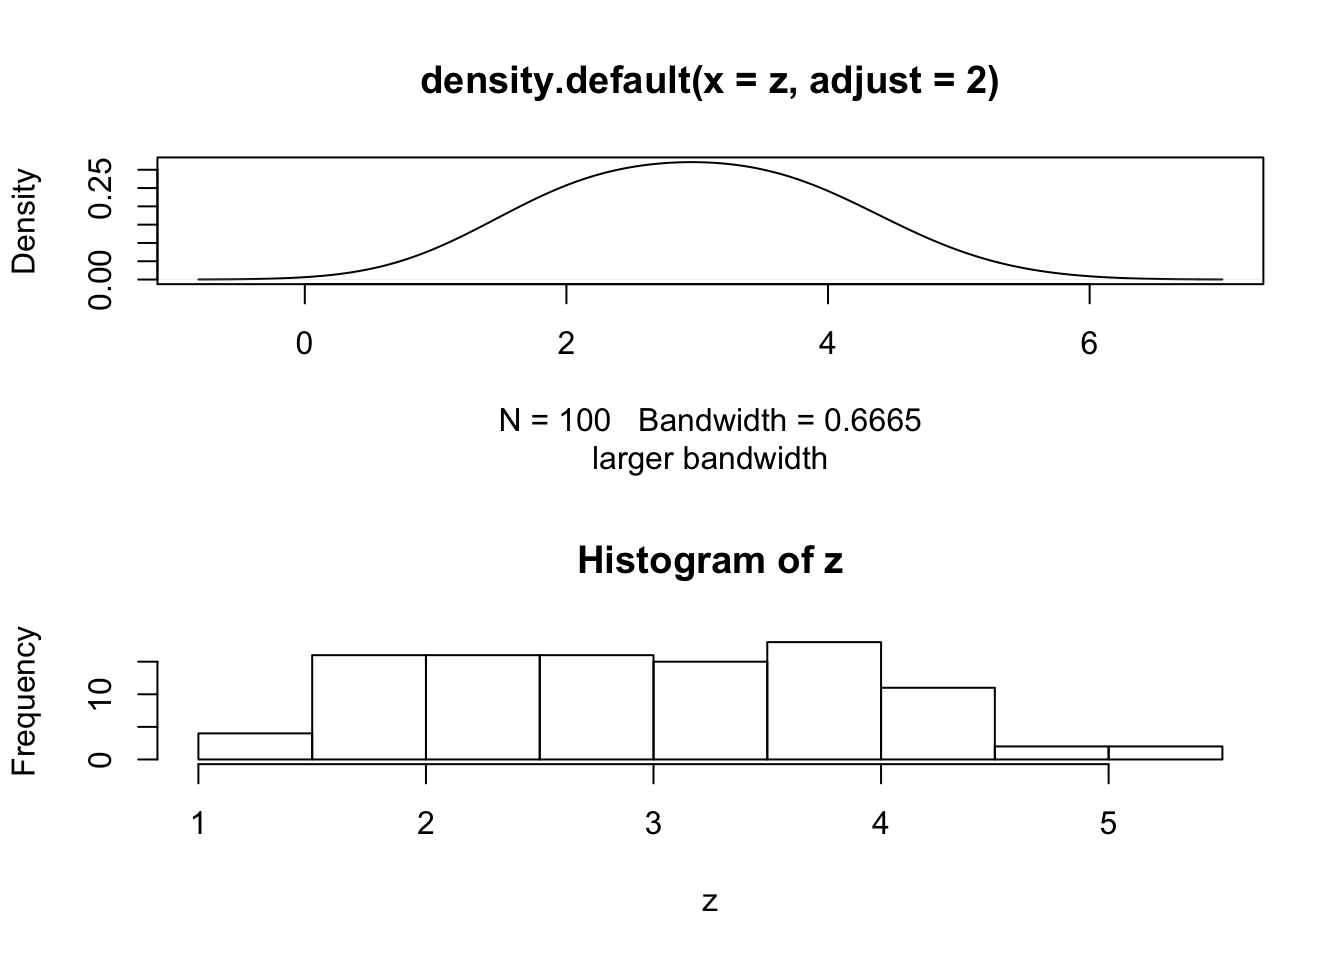 density.default(x = z, adjust = 2)
Density
0.25
0.00
0 2 4 6
N = 100 Bandwidth = 0.6665
larger bandwidth
Histogram of z
Frequency
10
0
1 2 3 4 5
z